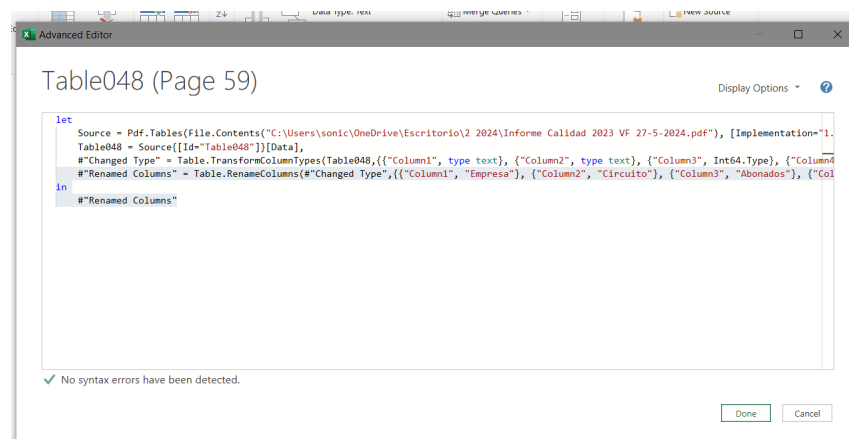 Data Type: Text
Merge Queries
New Source
Advanced Editor
Table048 (Page 59)
Display Options
let
Source = Pdf.Tables(File.Contents("C:\Users\sonic\OneDrive\Escritorio\2 2024\Informe Calidad 2023 VF 27-5-2024.pdf"), [Implementation="1.
Table048 = Source{[Id="Table048"]}[Data],
#"Changed Type" = Table.TransformColumnTypes(Table048,{{"Column1", type text}, {"Column2", type text}, {"Column3", Int64.Type}, {"Column4
#"Renamed Columns" = Table.RenameColumns(#"Changed Type",{{"Column1", "Empresa"}, {"Column2", "Circuito"}, {"Column3", "Abonados"}, {"Col
in
#"Renamed Columns"
No syntax errors have been detected.
Done
Cancel